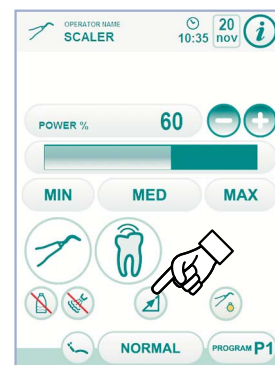 OPERATOR NAME
SCALER
10:35
20
nov
i
POWER %
60
MIN
MED
MAX
NORMAL
PROGRAM P1